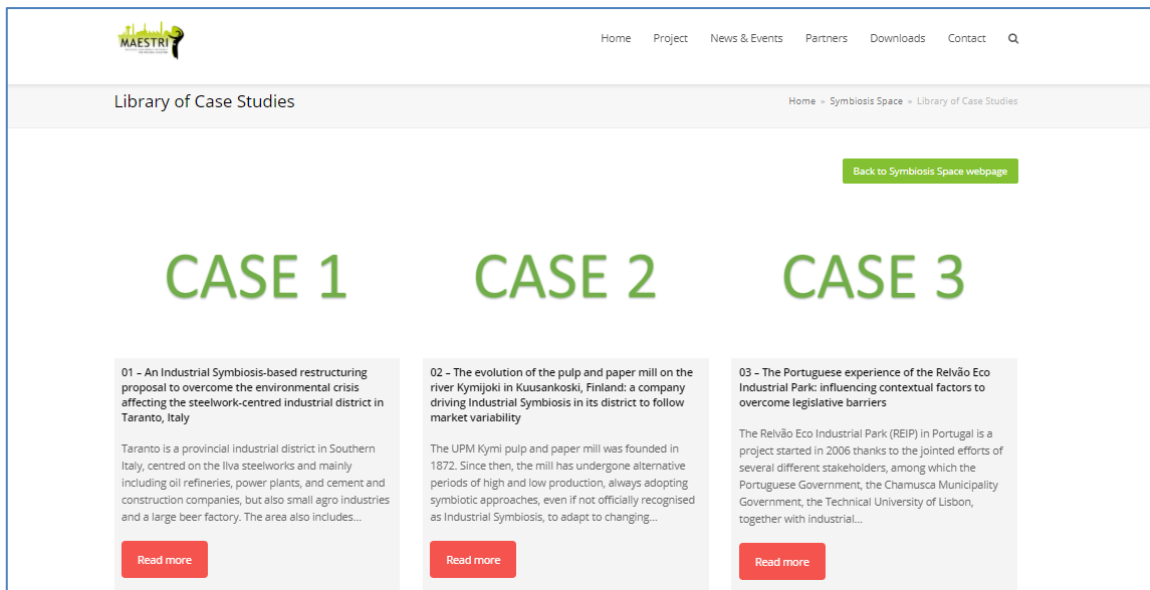 MAESTRI
Home Project News & Events Partners Downloads Contact
Library of Case Studies
Home » Symbiosis Space » Library of Case Studies
Back to Symbiosis Space webpage
CASE 1
01 – An Industrial Symbiosis-based restructuring
proposal to overcome the environmental crisis
affecting the steelwork-centred industrial district in
Taranto, Italy
Taranto is a provincial industrial district in Southern
Italy, centred on the Ilva steelworks and mainly
including oil refineries, power plants, and cement and
construction companies, but also small agro industries
and a large beer factory. The area also includes...
Read more
CASE 2
02 – The evolution of the pulp and paper mill on the
river Kymijoki in Kuusankoski, Finland: a company
driving Industrial Symbiosis in its district to follow
market variability
The UPM Kymi pulp and paper mill was founded in
1872. Since then, the mill has undergone alternative
periods of high and low production, always adopting
symbiotic approaches, even if not officially recognised
as Industrial Symbiosis, to adapt to changing...
Read more
CASE 3
03 – The Portuguese experience of the Relvão Eco
Industrial Park: influencing contextual factors to
overcome legislative barriers
The Relvão Eco Industrial Park (REIP) in Portugal is a
project started in 2006 thanks to the jointed efforts of
several different stakeholders, among which the
Portuguese Government, the Chamusca Municipality
Government, the Technical University of Lisbon,
together with industrial...
Read more